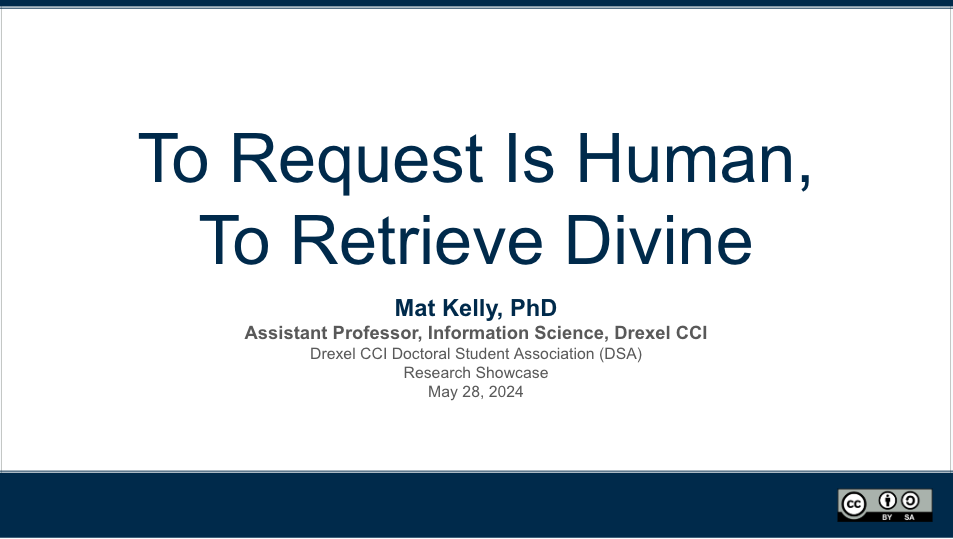 To Request Is Human,
To Retrieve Divine
Mat Kelly, PhD
Assistant Professor, Information Science, Drexel CCI
Drexel CCI Doctoral Student Association (DSA)
Research Showcase
May 28, 2024
cc
BY SA